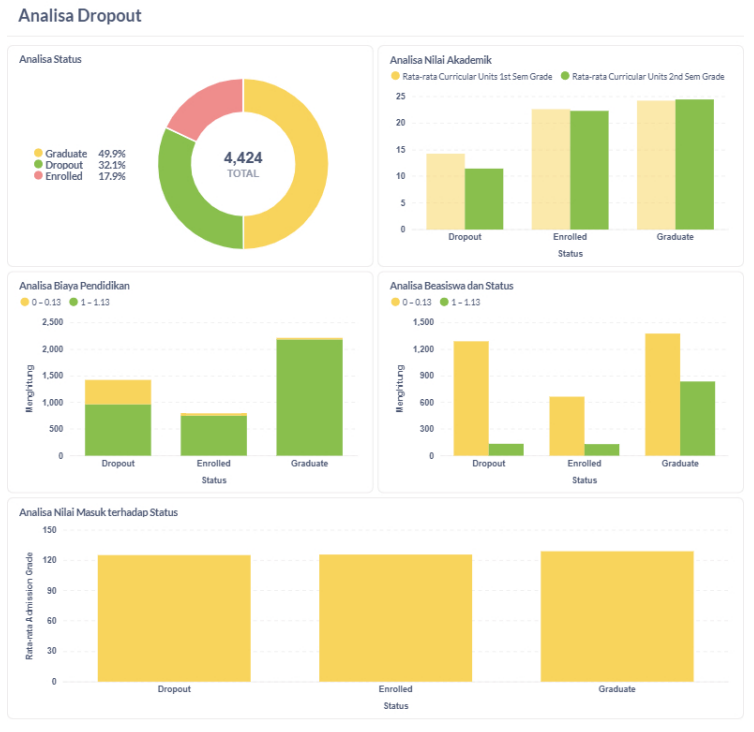 Analisa Dropout
Analisa Status
Graduate 49.9%
Dropout 32.1%
Enrolled 17.9%
4,424
TOTAL
Analisa Nilai Akademik
Rata-rata Curricular Units 1st Sem Grade Rata-rata Curricular Units 2nd Sem Grade
25
20
15
10
5
0
Dropout Enrolled Graduate
Status
Analisa Biaya Pendidikan
0 – 0.13 1 – 1.13
Menghitung
2,500
2,000
1,500
1,000
500
0
Dropout Enrolled Graduate
Status
Analisa Beasiswa dan Status
0 – 0.13 1 – 1.13
Menghitung
1,500
1,200
900
600
300
0
Dropout Enrolled Graduate
Status
Analisa Nilai Masuk terhadap Status
Rata-rata Admission Grade
150
120
90
60
30
0
Dropout Enrolled Graduate
Status